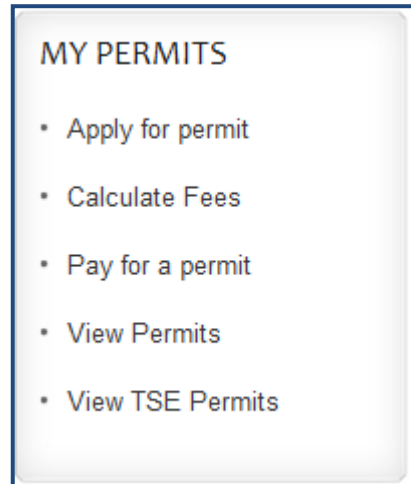 MY PERMITS
• Apply for permit
• Calculate Fees
• Pay for a permit
• View Permits
• View TSE Permits